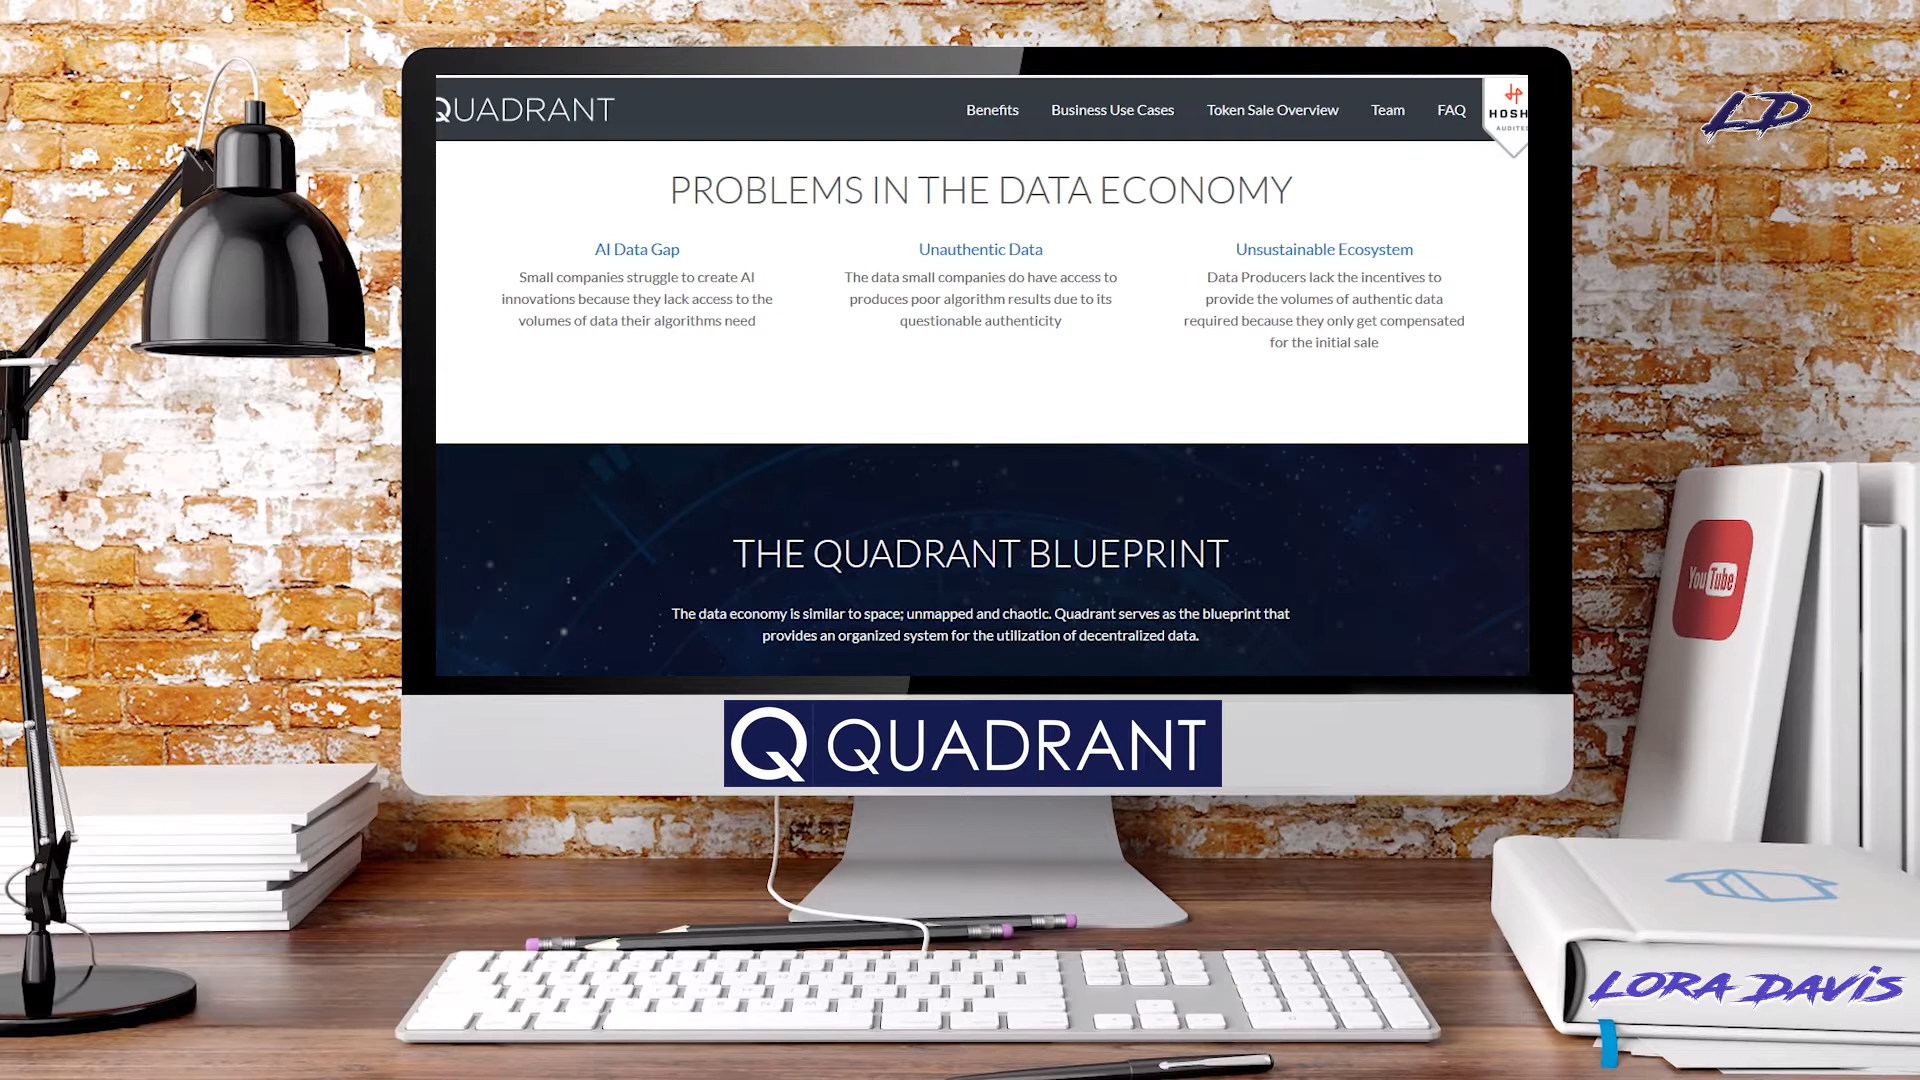 QUADRANT
Benefits
Business Use Cases
Token Sale Overview
Team
FAQ
HOSH
AUDITED
LD
PROBLEMS IN THE DATA ECONOMY
AI Data Gap
Small companies struggle to create AI
innovations because they lack access to the
volumes of data their algorithms need
Unauthentic Data
The data small companies do have access to
produces poor algorithm results due to its
questionable authenticity
Unsustainable Ecosystem
Data Producers lack the incentives to
provide the volumes of authentic data
required because they only get compensated
for the initial sale
THE QUADRANT BLUEPRINT
The data economy is similar to space; unmapped and chaotic. Quadrant serves as the blueprint that
provides an organized system for the utilization of decentralized data.
You Tube
Q QUADRANT
LORA DAVIS